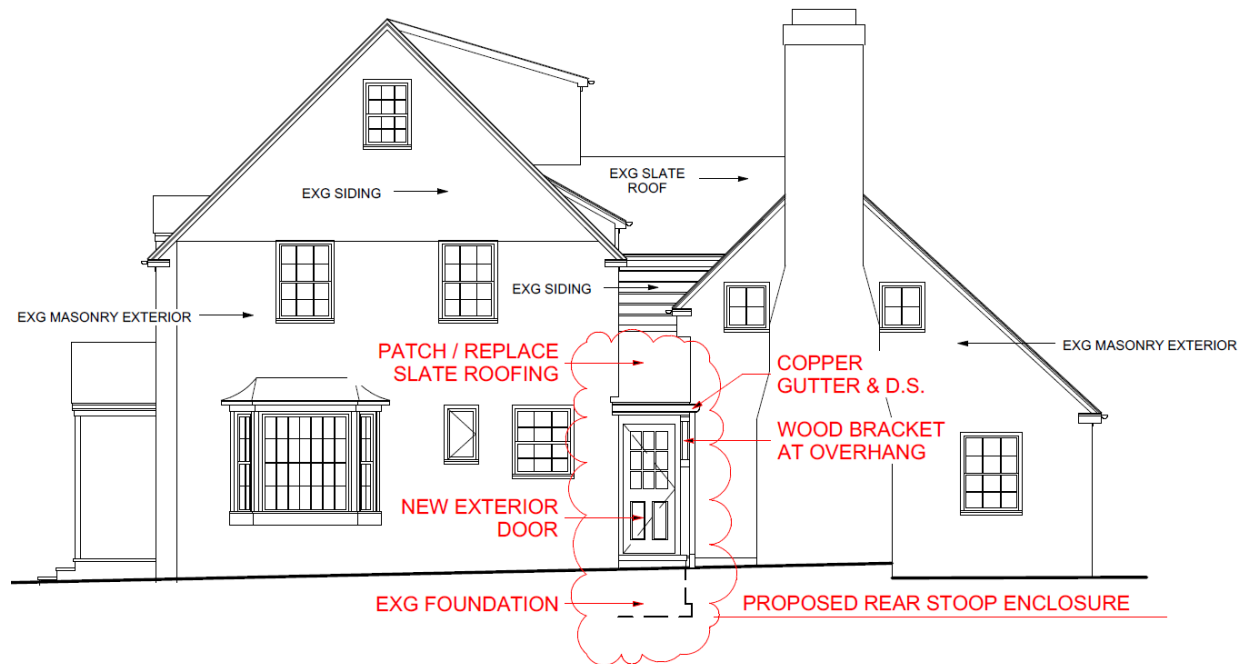 EXG SIDING
EXG SLATE
ROOF
EXG SIDING
EXG MASONRY EXTERIOR
EXG MASONRY EXTERIOR
PATCH / REPLACE
SLATE ROOFING
COPPER
GUTTER & D.S.
WOOD BRACKET
AT OVERHANG
NEW EXTERIOR
DOOR
EXG FOUNDATION
PROPOSED REAR STOOP ENCLOSURE